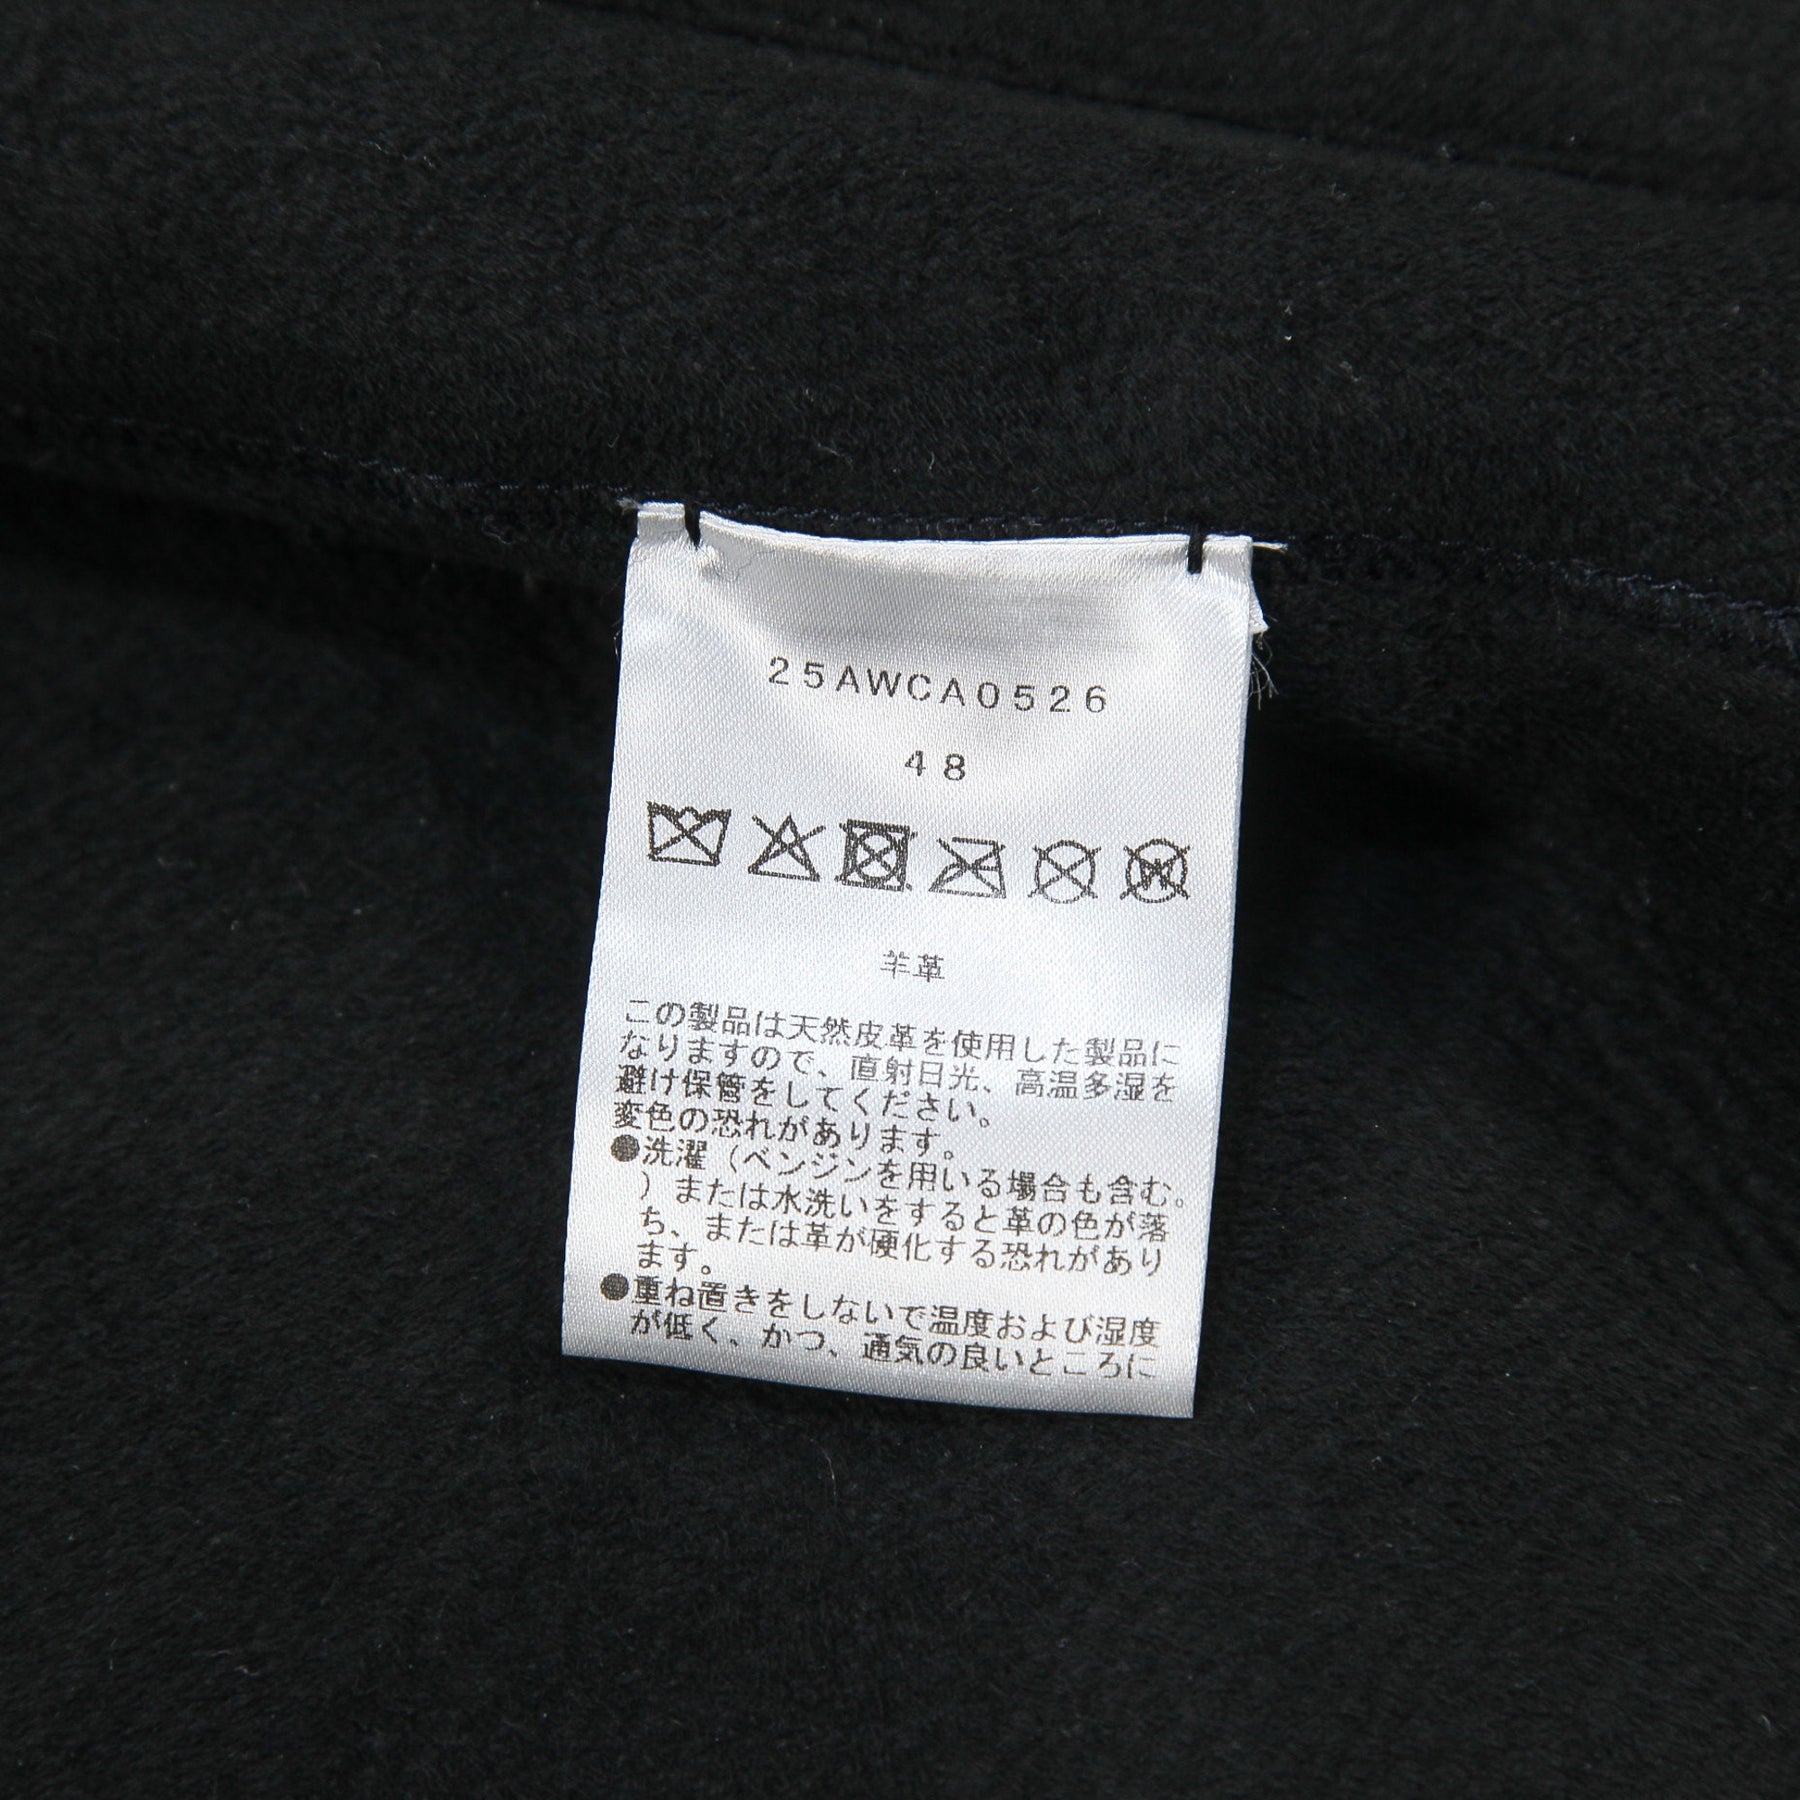 25AWCA0526
48
羊革
この製品は天然皮革を使用した製品に
なりますので、直射日光、高温多湿を
避け保管をしてください。
変色の恐れがあります。
●洗濯（ベンジンを用いる場合も含む。
）または水洗いをすると革の色が落
ち、または革が硬化する恐れがあり
ます。
●重ね置きをしないで温度および湿度
が低く、かつ、通気の良いところに